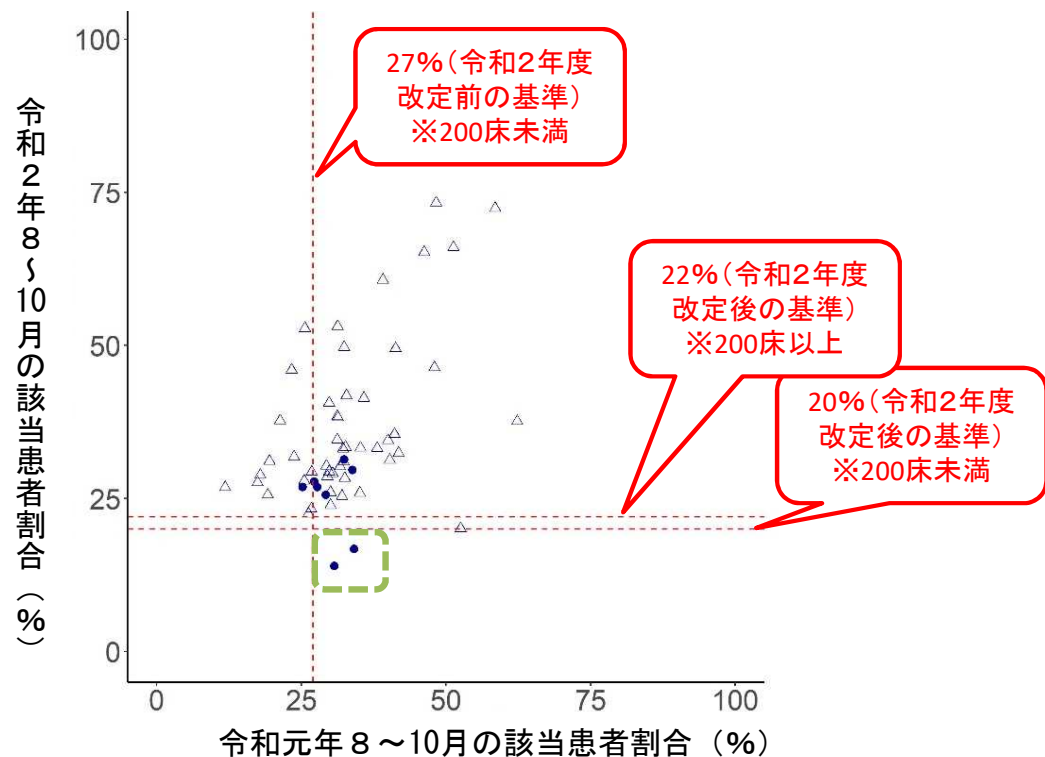 令和２年８～10月の該当患者割合（％）
100
75
50
25
0
27%（令和２年度
改定前の基準）
※200床未満
22%（令和２年度
改定後の基準）
※200床以上
20%（令和２年度
改定後の基準）
※200床未満
0
25
50
75
100
令和元年８～10月の該当患者割合（％）